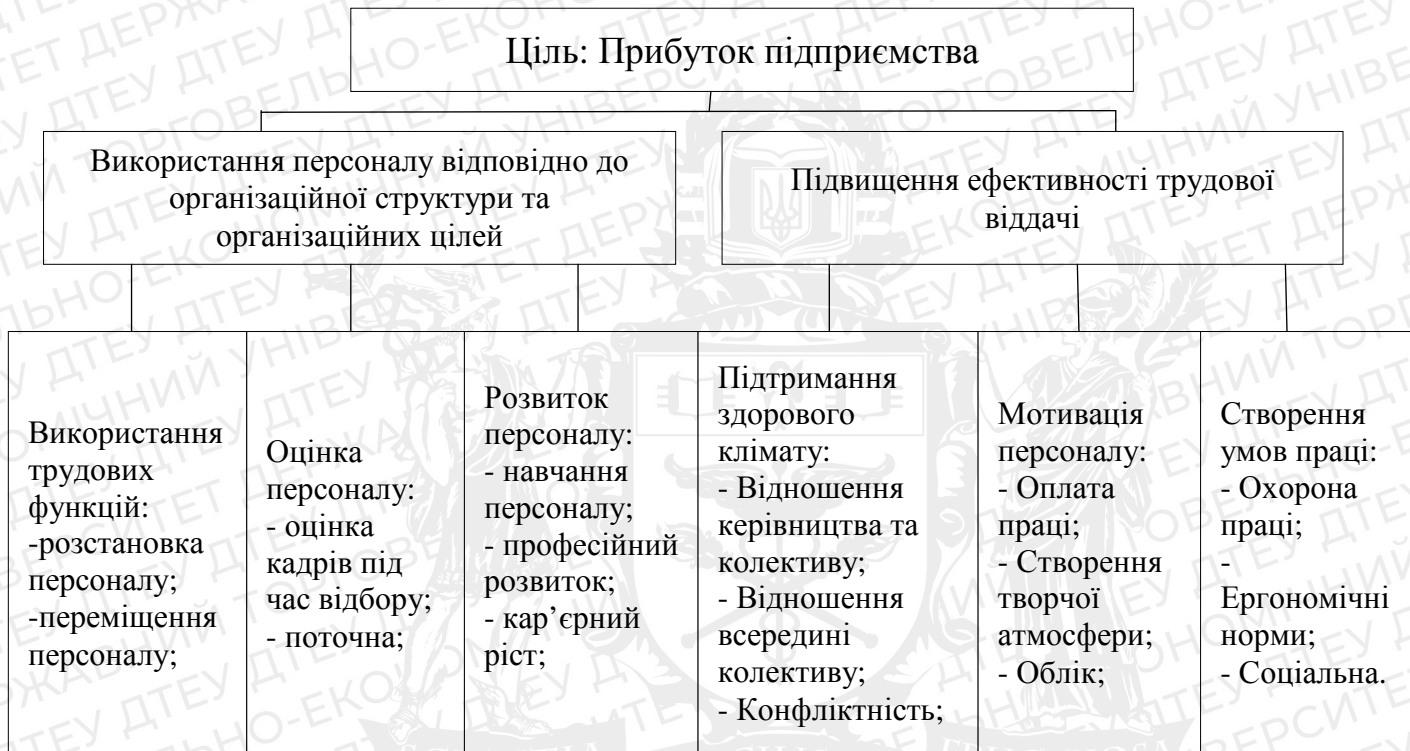 Ціль: Прибуток підприємства
Використання персоналу відповідно до
організаційної структури та
організаційних цілей
Підвищення ефективності трудової
віддачі
Використання
трудових
функцій:
-розстановка
персоналу;
-переміщення
персоналу;
Оцінка
персоналу:
- оцінка
кадрів під
час відбору;
- поточна;
Розвиток
персоналу:
- навчання
персоналу;
- професійний
розвиток;
- кар’єрний
ріст;
Підтримання
здорового
клімату:
- Відношення
керівництва та
колективу;
- Відношення
всередині
колективу;
- Конфліктність;
Мотивація
персоналу:
- Оплата
праці;
- Створення
творчої
атмосфери;
- Облік;
Створення
умов праці:
- Охорона
праці;
-
Ергономічні
норми;
- Соціальна.